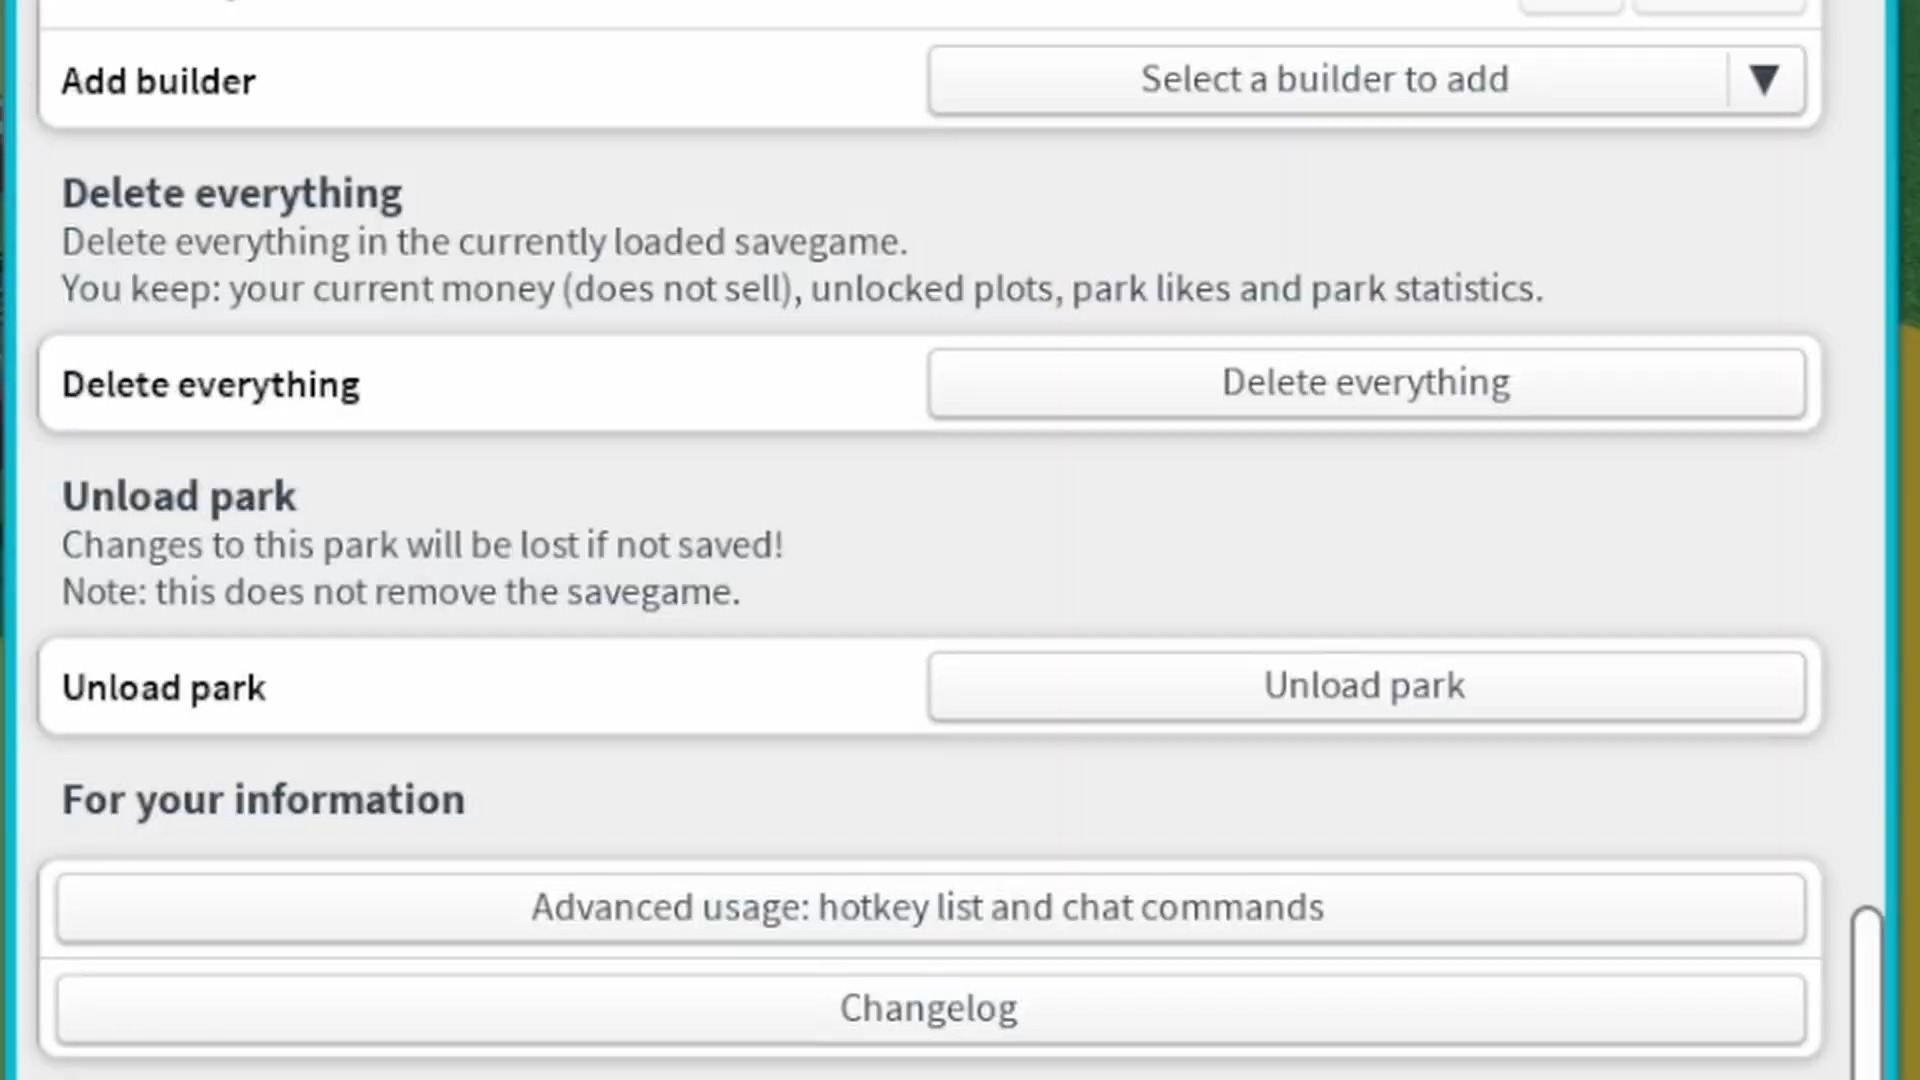 Add builder
Select a builder to add
Delete everything
Delete everything in the currently loaded savegame.
You keep: your current money (does not sell), unlocked plots, park likes and park statistics.
Delete everything
Delete everything
Unload park
Changes to this park will be lost if not saved!
Note: this does not remove the savegame.
Unload park
Unload park
For your information
Advanced usage: hotkey list and chat commands
Changelog